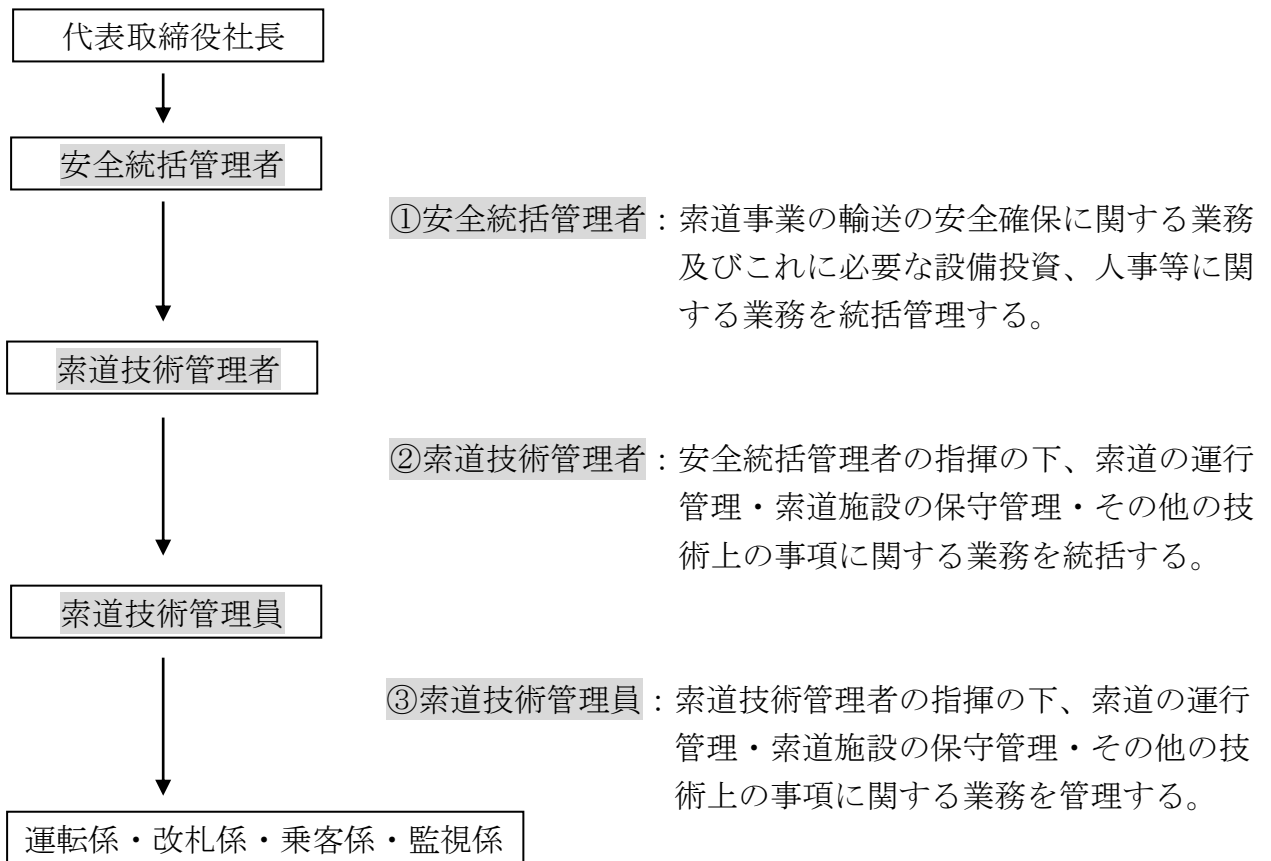 代表取締役社長
安全統括管理者
①安全統括管理者：索道事業の輸送の安全確保に関する業務
及びこれに必要な設備投資、人事等に関
する業務を統括管理する。
索道技術管理者
②索道技術管理者：安全統括管理者の指揮の下、索道の運行
管理・索道施設の保守管理・その他の技
術上の事項に関する業務を統括する。
索道技術管理員
③索道技術管理員：索道技術管理者の指揮の下、索道の運行
管理・索道施設の保守管理・その他の技
術上の事項に関する業務を管理する。
運転係・改札係・乗客係・監視係